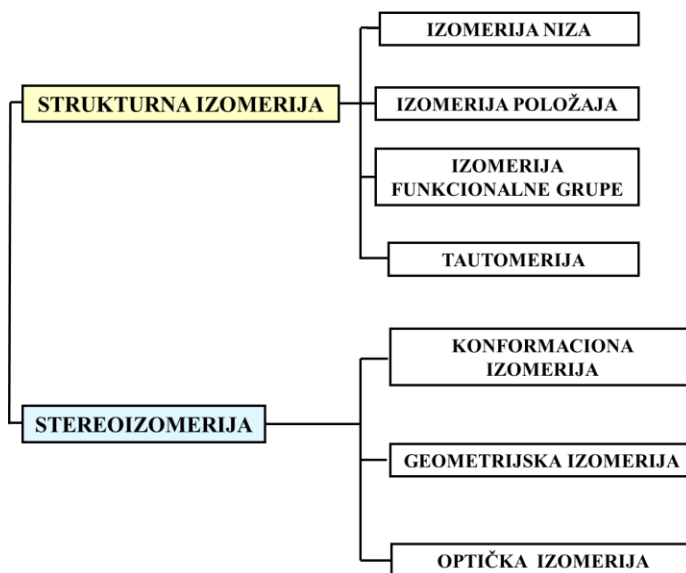 IZOMERIJA NIZA
STRUKTURNA IZOMERIJA
IZOMERIJA POLOŽAJA
IZOMERIJA
FUNKCIONALNE GRUPE
TAUTOMERIJA
KONFORMACIONA
IZOMERIJA
STEREOIZOMERIJA
GEOMETRIJSKA IZOMERIJA
OPTIČKA IZOMERIJA